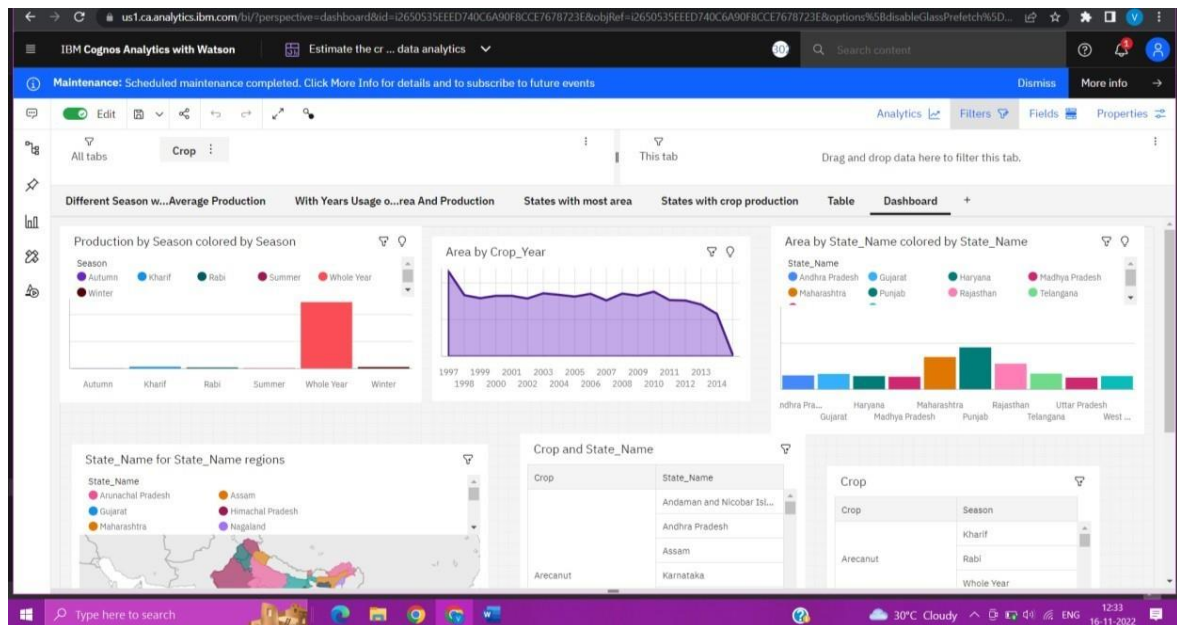 us1.ca.analytics.ibm.com/bi/?perspective=dashboard&id=i2650535EEED740C6A90F8CCE7678723E&objRef=i2650535EEED740C6A90F8CCE7678723E&options%5BdisableGlassPrefetch%5D...
IBM Cognos Analytics with Watson
Estimate the cr ... data analytics
Search content
1
V
Maintenance: Scheduled maintenance completed. Click More Info for details and to subscribe to future events
Dismiss
More info
Edit
Analytics
Filters
Fields
Properties
All tabs
Crop
This tab
Drag and drop data here to filter this tab.
Different Season w...Average Production
With Years Usage o...rea And Production
States with most area
States with crop production
Table
Dashboard
Production by Season colored by Season
Season
Autumn Kharif Rabi Summer Whole Year
Winter
Autumn Kharif Rabi Summer Whole Year Winter
Area by Crop_Year
1997 1999 2001 2003 2005 2007 2009 2011 2013
1998 2000 2002 2004 2006 2008 2010 2012 2014
Area by State_Name colored by State_Name
State_Name
Andhra Pradesh Gujarat Haryana Madhya Pradesh
Maharashtra Punjab Rajasthan Telangana
ndhra Pra... Haryana Maharashtra Rajasthan Uttar Pradesh
Gujarat Madhya Pradesh Punjab Telangana West ...
State_Name for State_Name regions
State_Name
Arunachal Pradesh Assam
Gujarat Himachal Pradesh
Maharashtra Nagaland
Crop and State_Name
Crop State_Name
Andaman and Nicobar Isl...
Andhra Pradesh
Assam
Arecanut Karnataka
Crop
Crop Season
Kharif
Arecanut Rabi
Whole Year
Type here to search
30°C Cloudy
ENG
12:33
16-11-2022